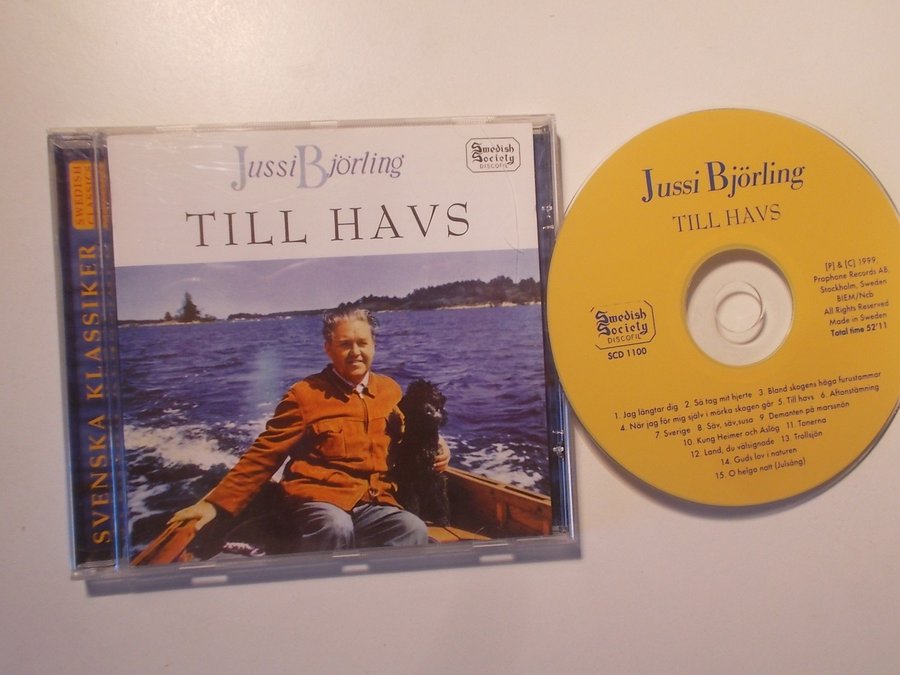 SVENSKA KLASSIKER
SWEDISH
CLASSICS
Jussi Björling
Swedish
Society
DISCOFIL
TILL HAVS
Jussi Björling
TILL HAVS
[P] & [C] 1999,
Prophone Records AB,
Stockholm, Sweden
BIEM/Ncb
All Rights Reserved
Made in Sweden
Total time 52'11
Swedish
Society
DISCOFIL
SCD 1100
1. Jag längtar dig 2. Så tag mit hjerte 3. Bland skogens höga furustammar
4. När jag för mig själv i mörka skogen går 5. Till havs 6. Aftonstämning
7. Sverige 8. Säv, säv, susa 9. Demanten på marssnön
10. Kung Heimer och Aslög 11. Tonerna
12. Land, du välsignade 13. Trollsjön
14. Guds lov i naturen
15. O helga natt (Julsång)